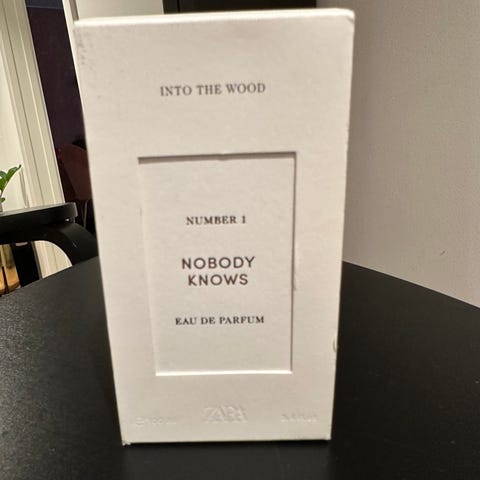 INTO THE WOOD
NUMBER 1
NOBODY
KNOWS
EAU DE PARFUM
ZARA